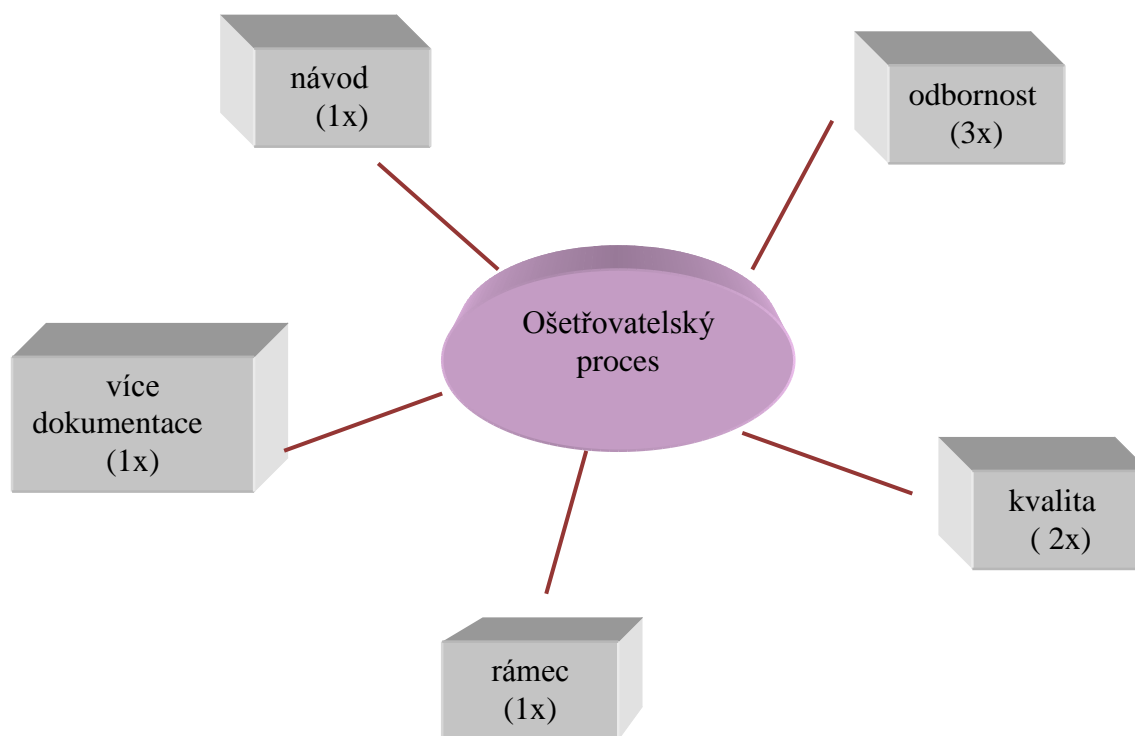 návod
(1x)
odbornost
(3x)
Ošetřovatelský
proces
více
dokumentace
(1x)
kvalita
( 2x)
rámec
(1x)